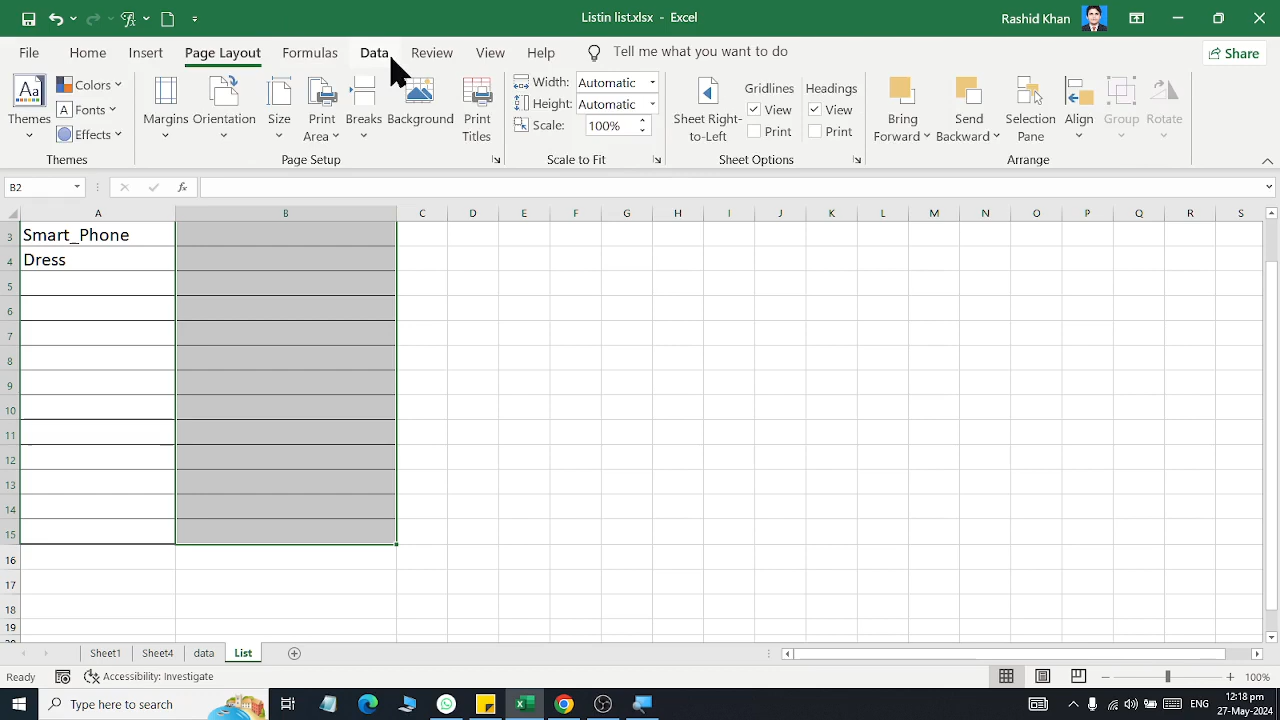 Listin list.xlsx - Excel
Rashid Khan
File Home Insert Page Layout Formulas Data Review View Help Tell me what you want to do Share
Aa
Themes
Colors
Fonts
Effects
Themes
Margins
Orientation
Size
Print Area
Breaks
Background
Print Titles
Page Setup
Width: Automatic
Height: Automatic
Scale: 100%
Scale to Fit
Sheet Right-to-Left
Gridlines
View
Print
Headings
View
Print
Sheet Options
Bring Forward
Send Backward
Selection Pane
Align
Group
Rotate
Arrange
B2 fx
A B C D E F G H I J K L M N O P Q R S
3 Smart_Phone
4 Dress
5
6
7
8
9
10
11
12
13
14
15
16
17
18
19
Sheet1 Sheet4 data List
Ready Accessibility: Investigate 100%
Type here to search
12:18 pm
27-May-2024